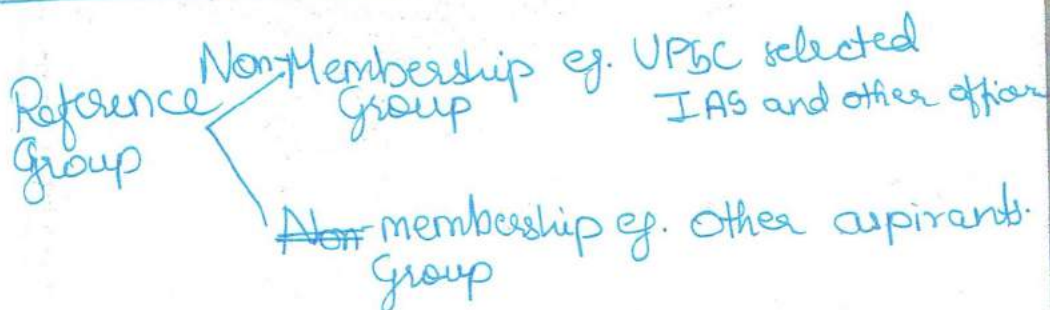 Non-Membership eg. UPSC selected
Reference Group IAS and other officer
Group
Non membership eg. other aspirants.
Group